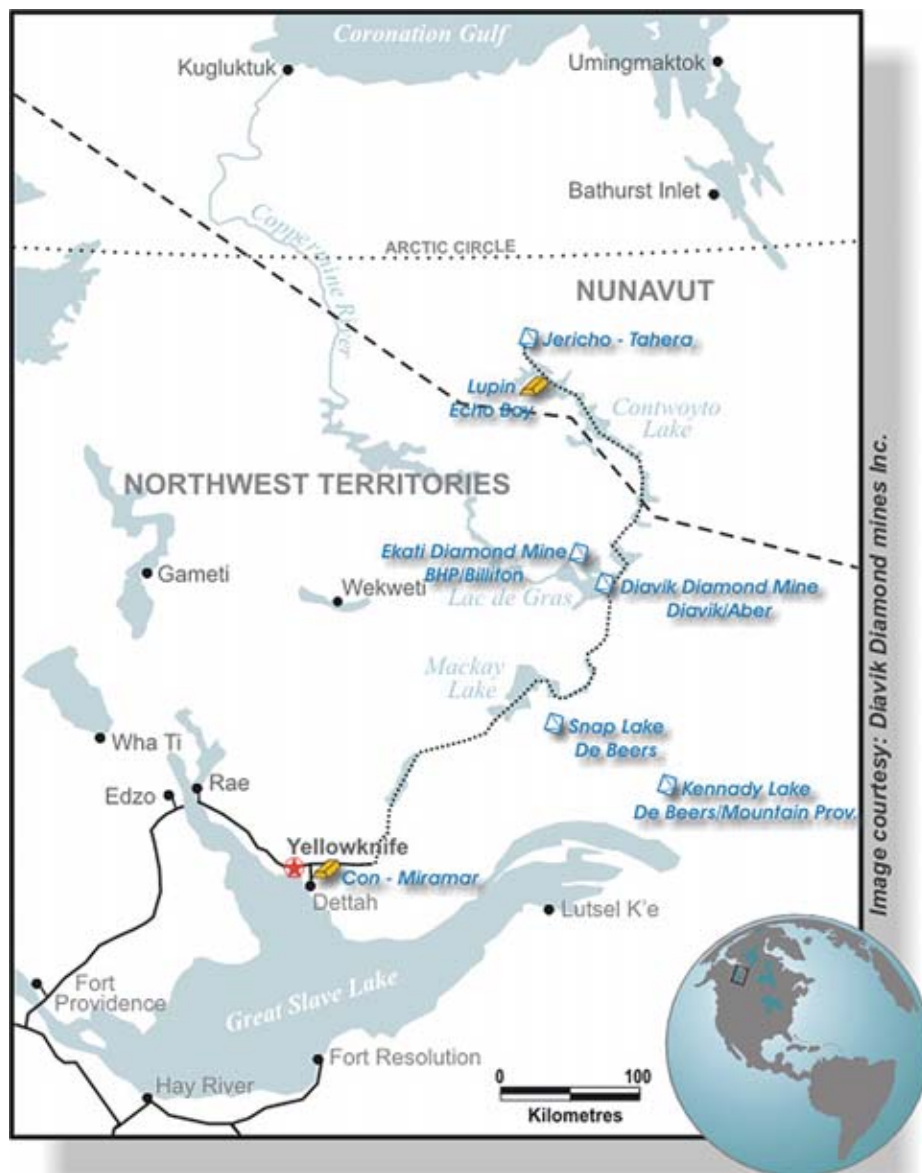 Coronation Gulf
Kugluktuk
Umingmaktok
Bathurst Inlet
Coppermine River
ARCTIC CIRCLE
NUNAVUT
Jericho - Tahera
Lupin
Echo Bay
Contwoyto
Lake
NORTHWEST TERRITORIES
Ekati Diamond Mine
BHP/Billiton
Gameti
Wekweti
Lac de Gras
Diavik Diamond Mine
Diavik/Aber
Mackay
Lake
Snap Lake
De Beers
Wha Ti
Edzo
Rae
Kennady Lake
De Beers/Mountain Prov.
Yellowknife
Con - Miramar
Dettah
Lutsel K'e
Fort
Providence
Great Slave Lake
Fort Resolution
Hay River
0 100
Kilometres
Image courtesy: Diavik Diamond mines Inc.